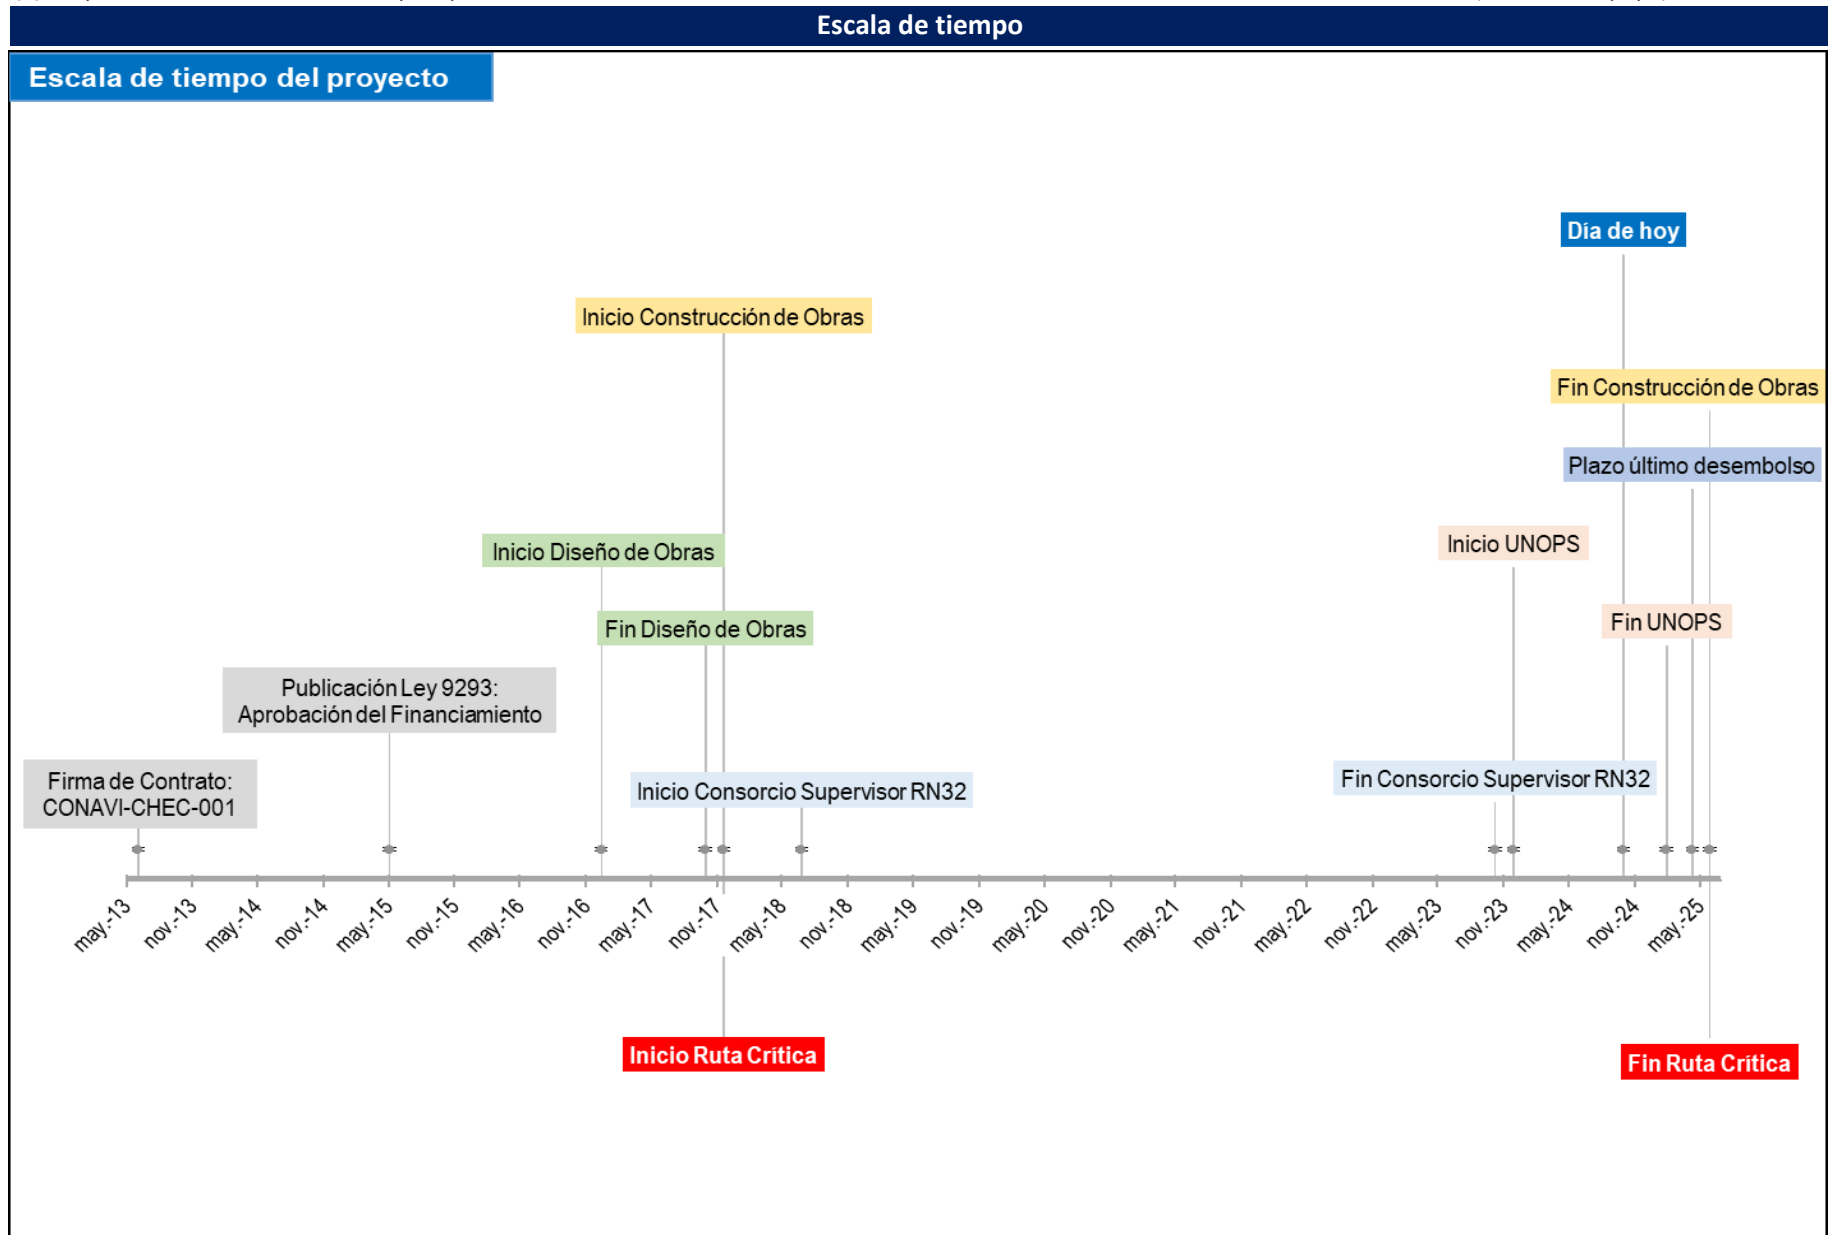 Escala de tiempo
Escala de tiempo del proyecto
Día de hoy
Inicio Construcción de Obras
Fin Construcción de Obras
Plazo último desembolso
Inicio Diseño de Obras
Inicio UNOPS
Fin Diseño de Obras
Fin UNOPS
Publicación Ley 9293:
Aprobación del Financiamiento
Firma de Contrato:
CONAVI-CHEC-001
Inicio Consorcio Supervisor RN32
Fin Consorcio Supervisor RN32
may.-13
nov.-13
may.-14
nov.-14
may.-15
nov.-15
may.-16
nov.-16
may.-17
nov.-17
may.-18
nov.-18
may.-19
nov.-19
may.-20
nov.-20
may.-21
nov.-21
may.-22
nov.-22
may.-23
nov.-23
may.-24
nov.-24
may.-25
Inicio Ruta Crítica
Fin Ruta Crítica